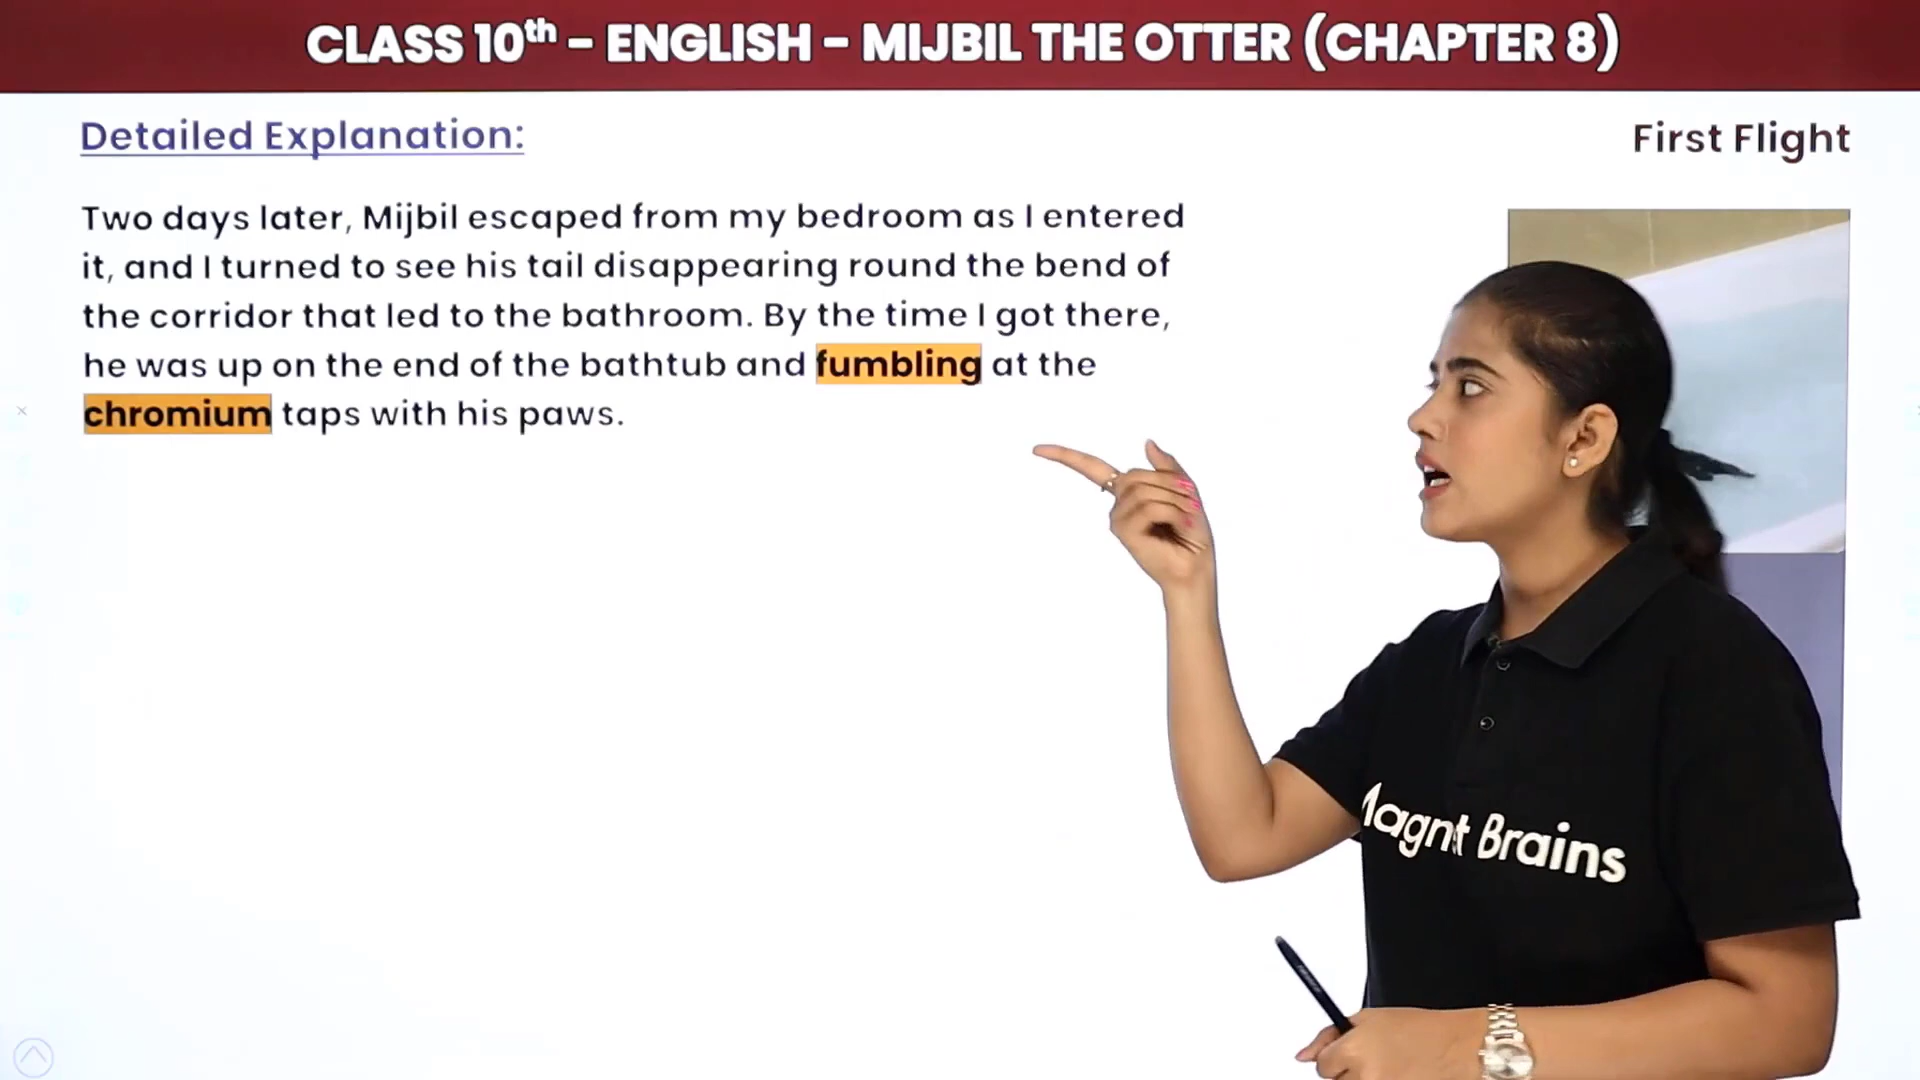 CLASS 10th - ENGLISH - MIJBIL THE OTTER (CHAPTER 8)
Detailed Explanation:
First Flight
Two days later, Mijbil escaped from my bedroom as I entered
it, and I turned to see his tail disappearing round the bend of
the corridor that led to the bathroom. By the time I got there,
he was up on the end of the bathtub and fumbling at the
chromium taps with his paws.
Magnet Brains